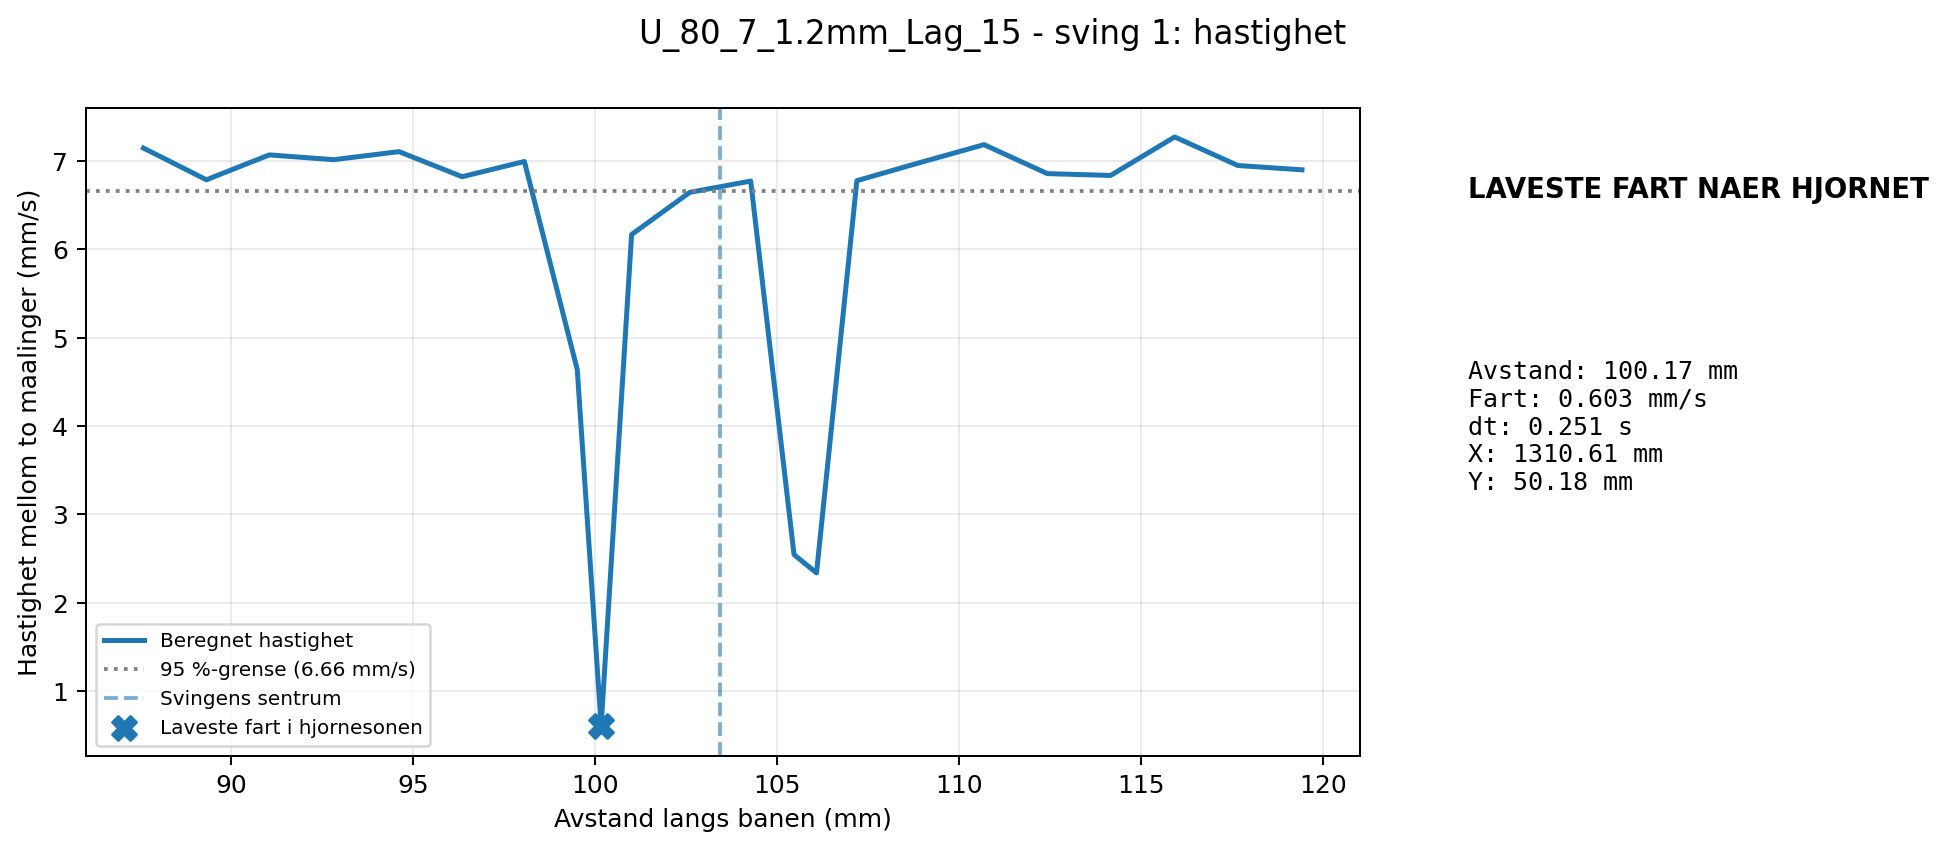 U_80_7_1.2mm_Lag_15 - sving 1: hastighet
Hastighet mellom to maalinger (mm/s)
7
6
5
4
3
2
1
Beregnet hastighet
95 %-grense (6.66 mm/s)
Svingens sentrum
Laveste fart i hjornesonen
90
95
100
105
110
115
120
Avstand langs banen (mm)
LAVESTE FART NAER HJORNET
Avstand: 100.17 mm
Fart: 0.603 mm/s
dt: 0.251 s
X: 1310.61 mm
Y: 50.18 mm